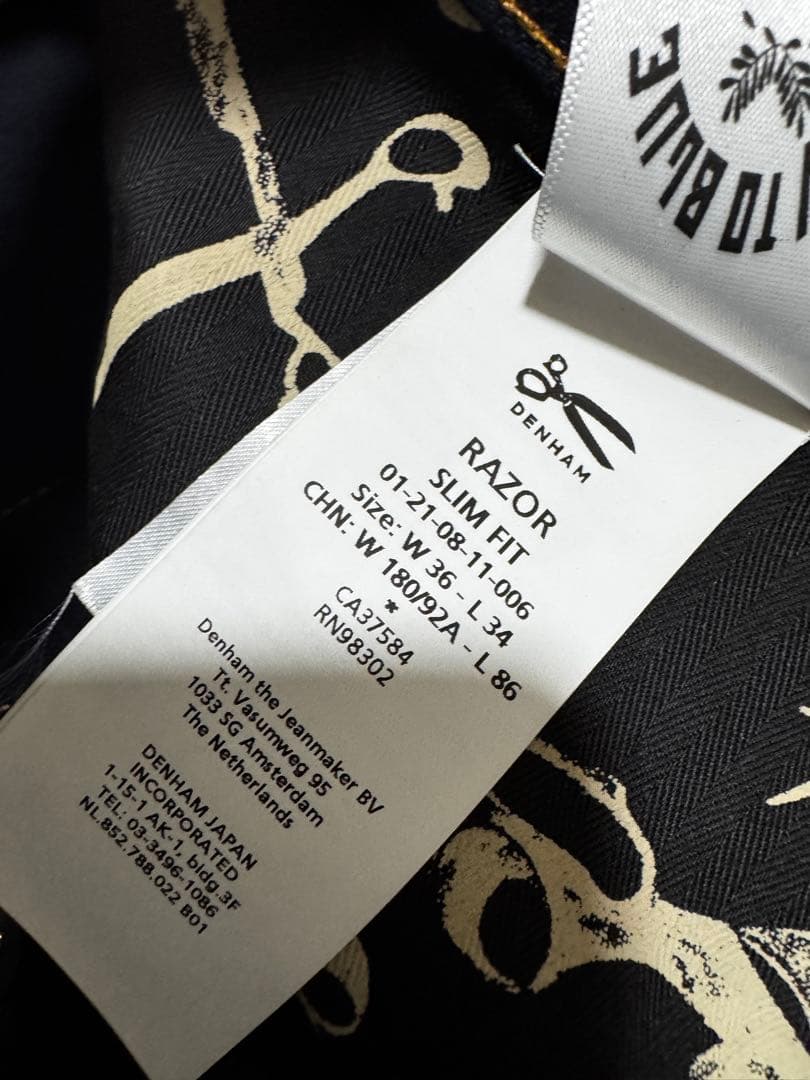 TO BLUE
DENHAM
RAZOR
SLIM FIT
01-21-08-11-006
Size: W 36 - L 34
CHN: W 180/92A - L 86
*
CA37584
RN98302
Denham the Jeanmaker BV
Tt. Vasumweg 95
1033 SG Amsterdam
The Netherlands
DENHAM JAPAN
INCORPORATED
1-15-1 AK-1, bldg.3F
TEL: 03-3496-1086
NL.852.788.022 B01